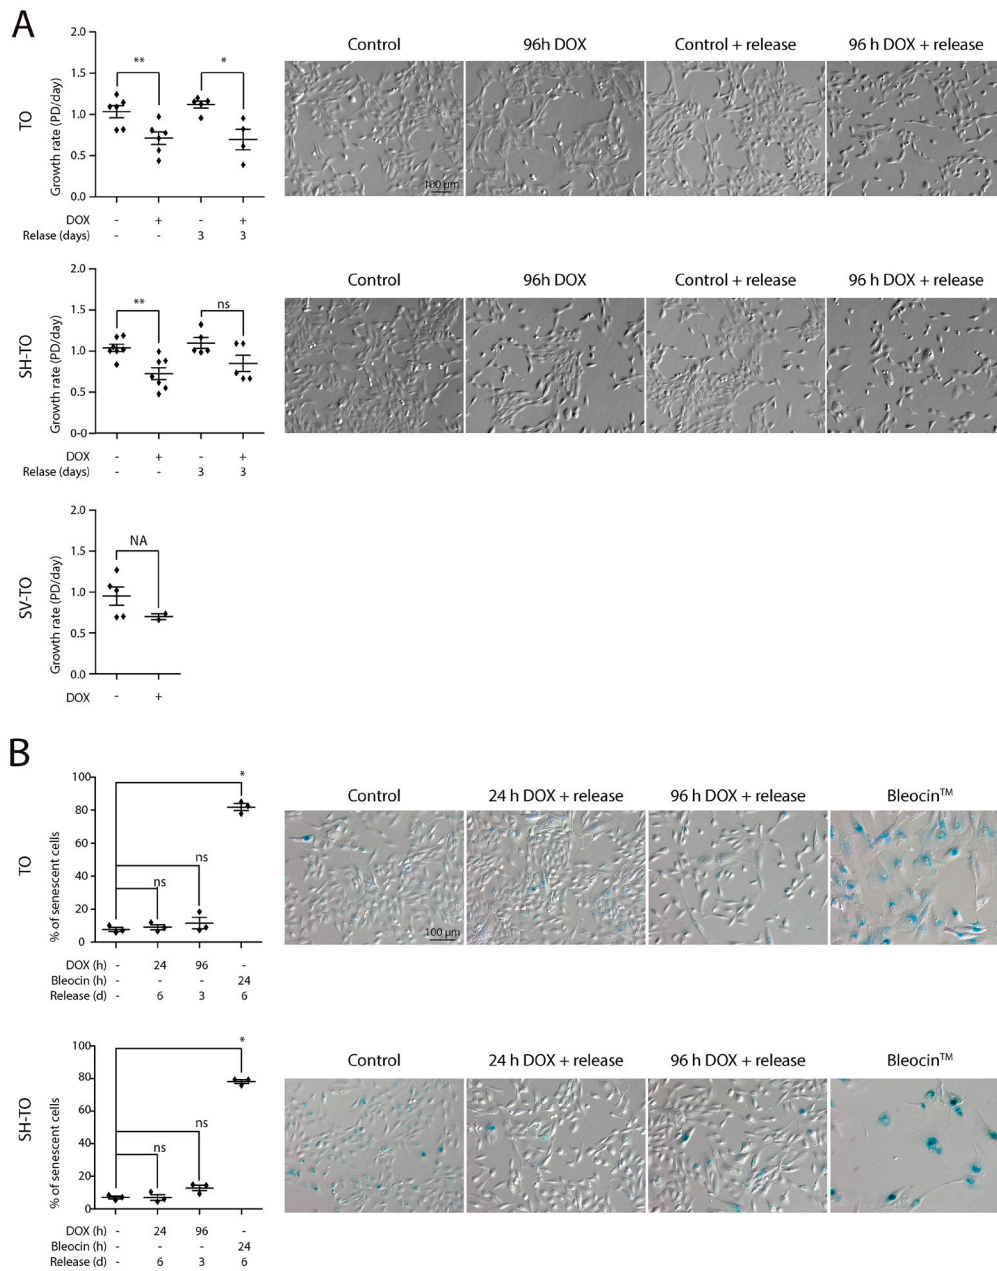 A
TO
Growth rate (PD/day)
2.0
1.5
1.0
0.5
0.0
**
*
DOX - + - +
Relase (days) - - 3 3
Control 96h DOX Control + release 96 h DOX + release
100 µm
SH-TO
Growth rate (PD/day)
2.0
1.5
1.0
0.5
0-0
**
ns
DOX - + - +
Relase (days) - - 3 3
Control 96h DOX Control + release 96 h DOX + release
SV-TO
Growth rate (PD/day)
2.0
1.5
1.0
0.5
0.0
NA
DOX - +
B
TO
% of senescent cells
100
80
60
40
20
0
*
ns
ns
DOX (h) - 24 96 -
Bleocin (h) - - - 24
Release (d) - 6 3 6
Control 24 h DOX + release 96 h DOX + release Bleocin™
100 µm
SH-TO
% of senescent cells
100
80
60
40
20
0
*
ns
ns
DOX (h) - 24 96 -
Bleocin (h) - - - 24
Release (d) - 6 3 6
Control 24 h DOX + release 96 h DOX + release Bleocin™